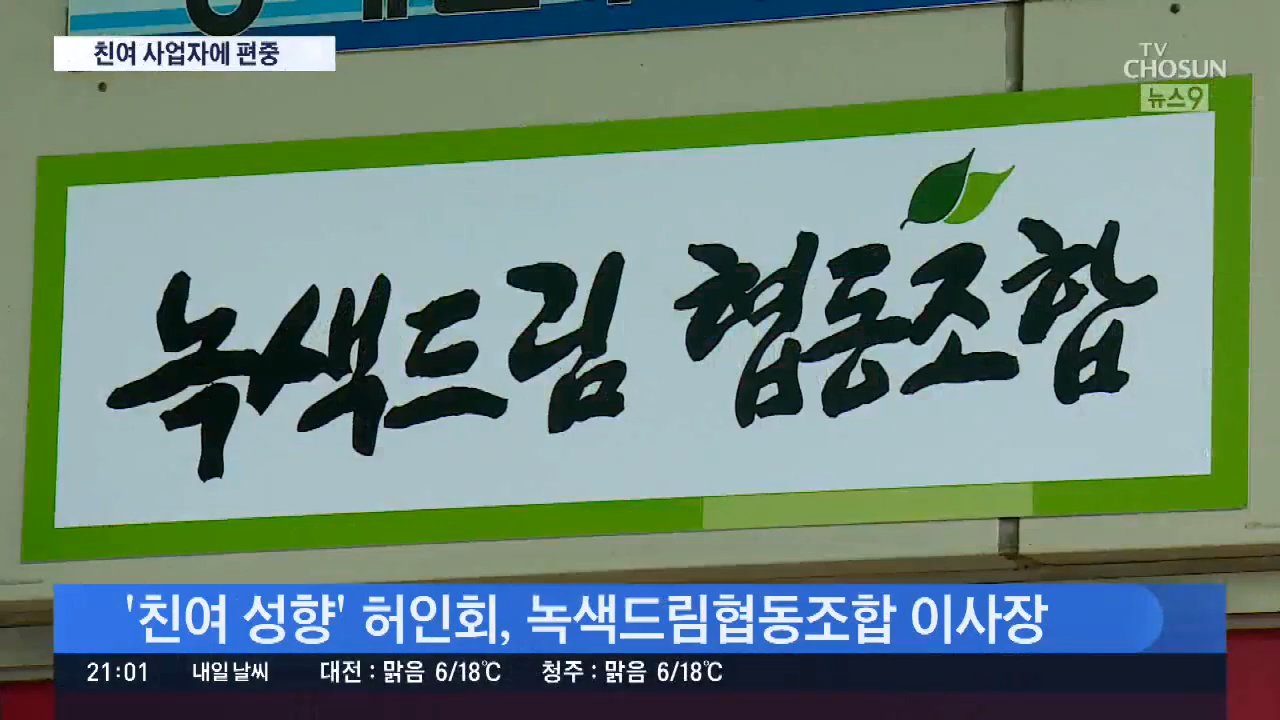 친여 사업자에 편중
TV
CHOSUN
뉴스9
녹색드림 협동조합
'친여 성향' 허인회, 녹색드림협동조합 이사장
21:01 내일 날씨 대전 : 맑음 6/18℃ 청주 : 맑음 6/18℃